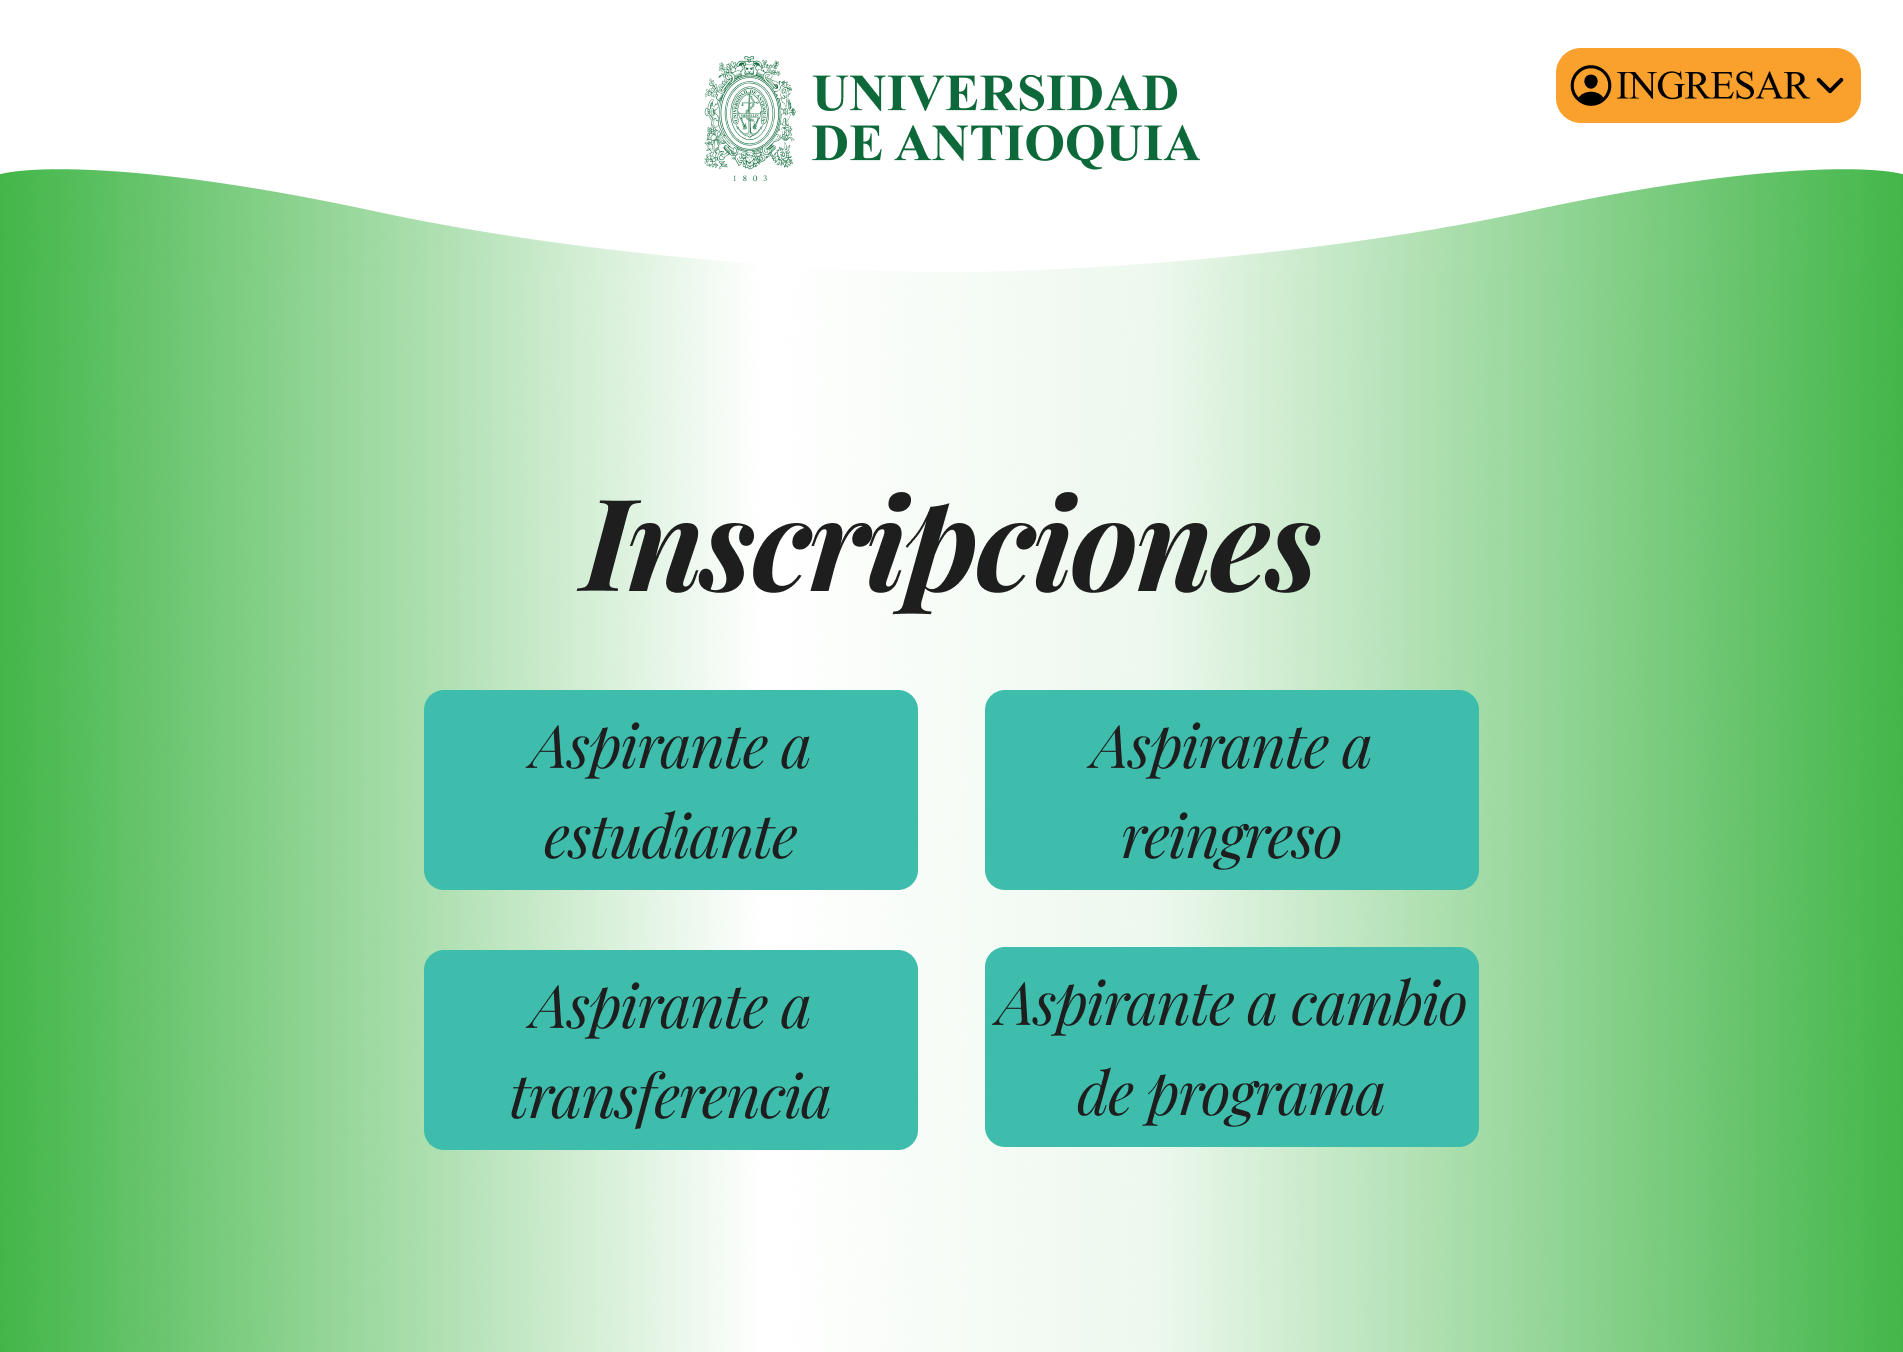 UNIVERSIDAD
DE ANTIOQUIA
1803
INGRESAR
Inscripciones
Aspirante a
estudiante
Aspirante a
reingreso
Aspirante a
transferencia
Aspirante a cambio
de programa